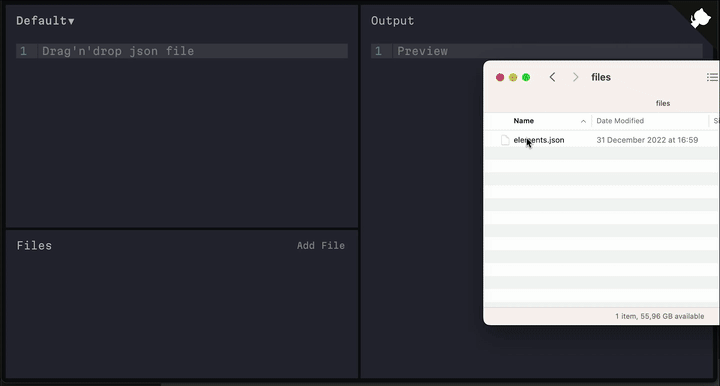 Default▾
1 Drag'n'drop json file
Files
Add File
Output
1 Preview
files
files
Name
Date Modified
elements.json
31 December 2022 at 16:59
1 item, 55,96 GB available